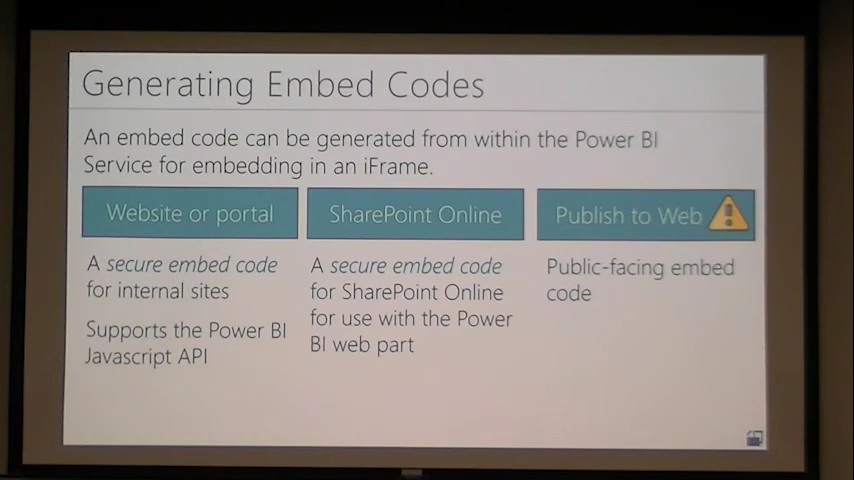 Generating Embed Codes
An embed code can be generated from within the Power BI
Service for embedding in an iFrame.
Website or portal
A secure embed code
for internal sites
Supports the Power BI
Javascript API
SharePoint Online
A secure embed code
for SharePoint Online
for use with the Power
BI web part
Publish to Web
Public-facing embed
code